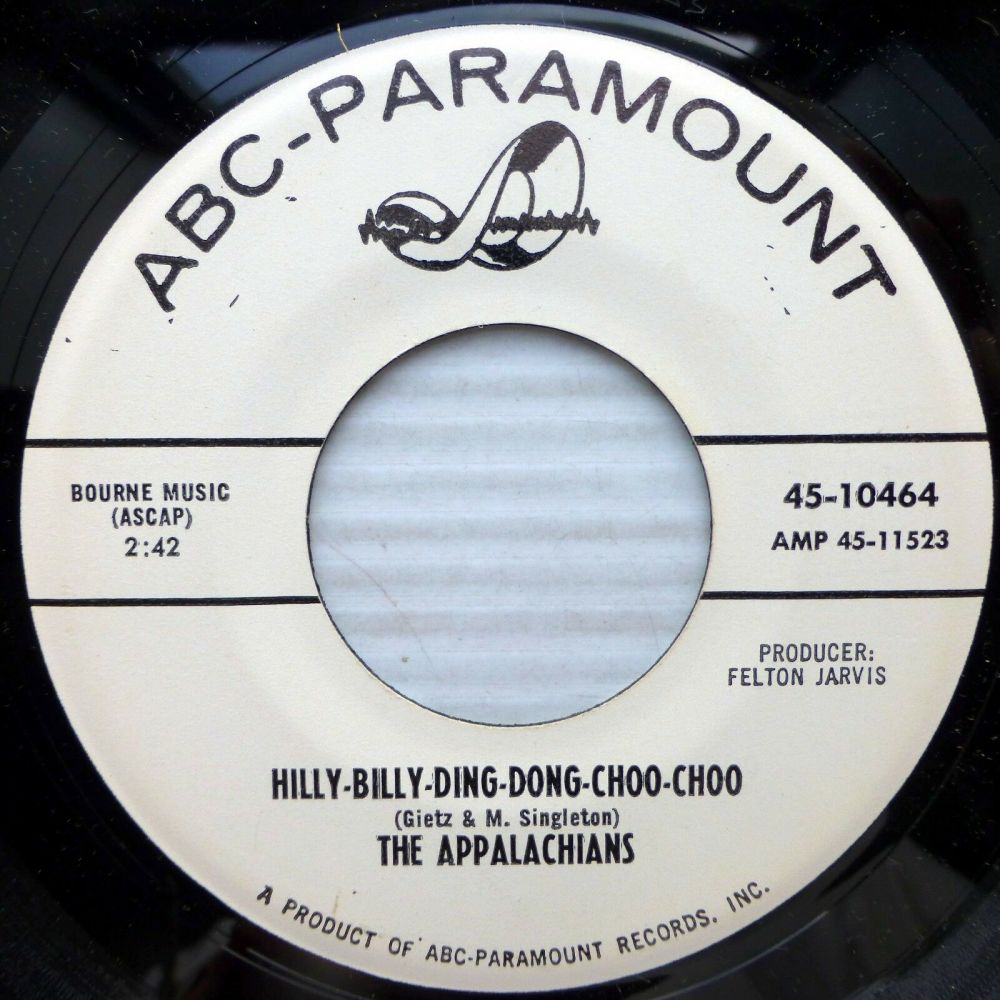 ABC-PARAMOUNT
BOURNE MUSIC
(ASCAP)
2:42
45-10464
AMP 45-11523
PRODUCER:
FELTON JARVIS
HILLY-BILLY-DING-DONG-CHOO-CHOO
(Gietz & M. Singleton)
THE APPALACHIANS
A PRODUCT OF ABC-PARAMOUNT RECORDS, INC.